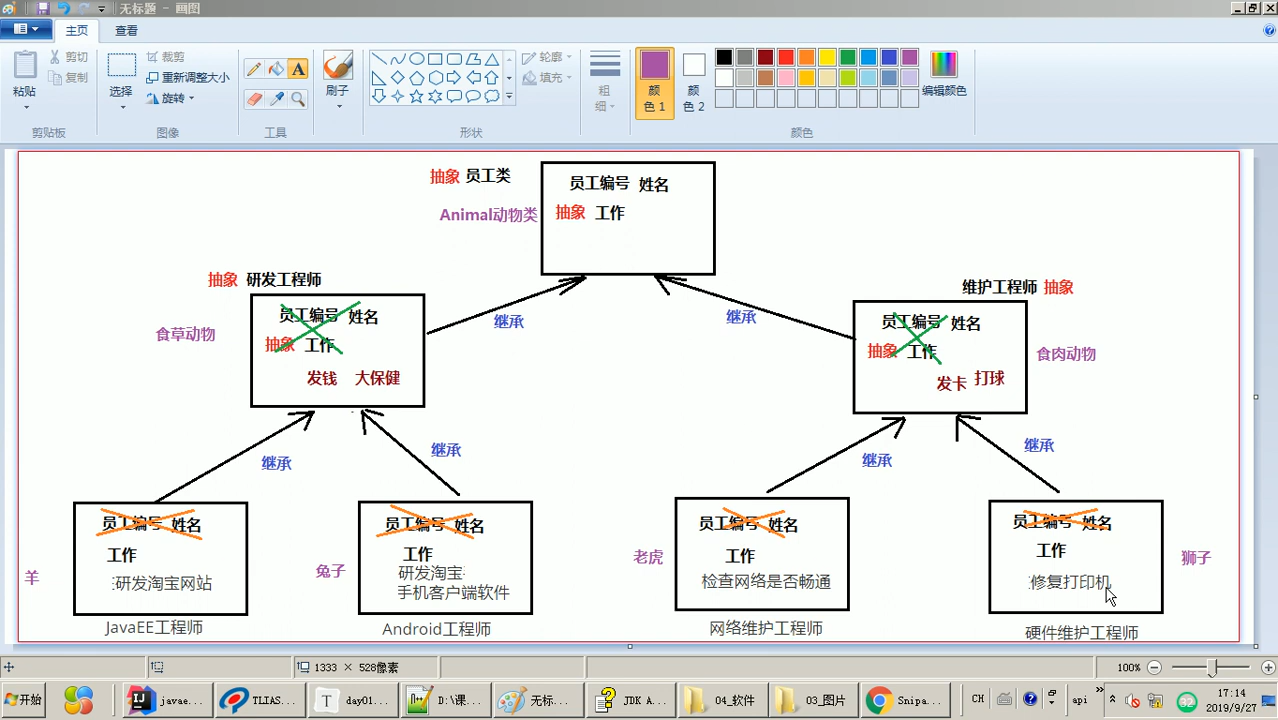 无标题 - 画图
主页 查看
粘贴
剪切
复制
剪贴板
选择
裁剪
重新调整大小
旋转
图像
A
工具
刷子
轮廓
填充
形状
粗细
颜色 1
颜色 2
编辑颜色
颜色
抽象 员工类
Animal动物类
员工编号 姓名
抽象 工作
抽象 研发工程师
食草动物
员工编号 姓名
抽象 工作
发钱 大保健
继承
继承
维护工程师 抽象
员工编号 姓名
抽象 工作
发卡 打球
食肉动物
继承
继承
继承
继承
羊
员工编号 姓名
工作
研发淘宝网站
JavaEE工程师
兔子
员工编号 姓名
工作
研发淘宝
手机客户端软件
Android工程师
老虎
员工编号 姓名
工作
检查网络是否畅通
网络维护工程师
员工编号 姓名
工作
修复打印机
硬件维护工程师
狮子
1333 × 528像素
100%
开始
javae...
TLIAS...
day01...
D:\课...
无标...
JDK A...
04_软件
03_图片
Snipa...
CH
api
32
17:14
2019/9/27